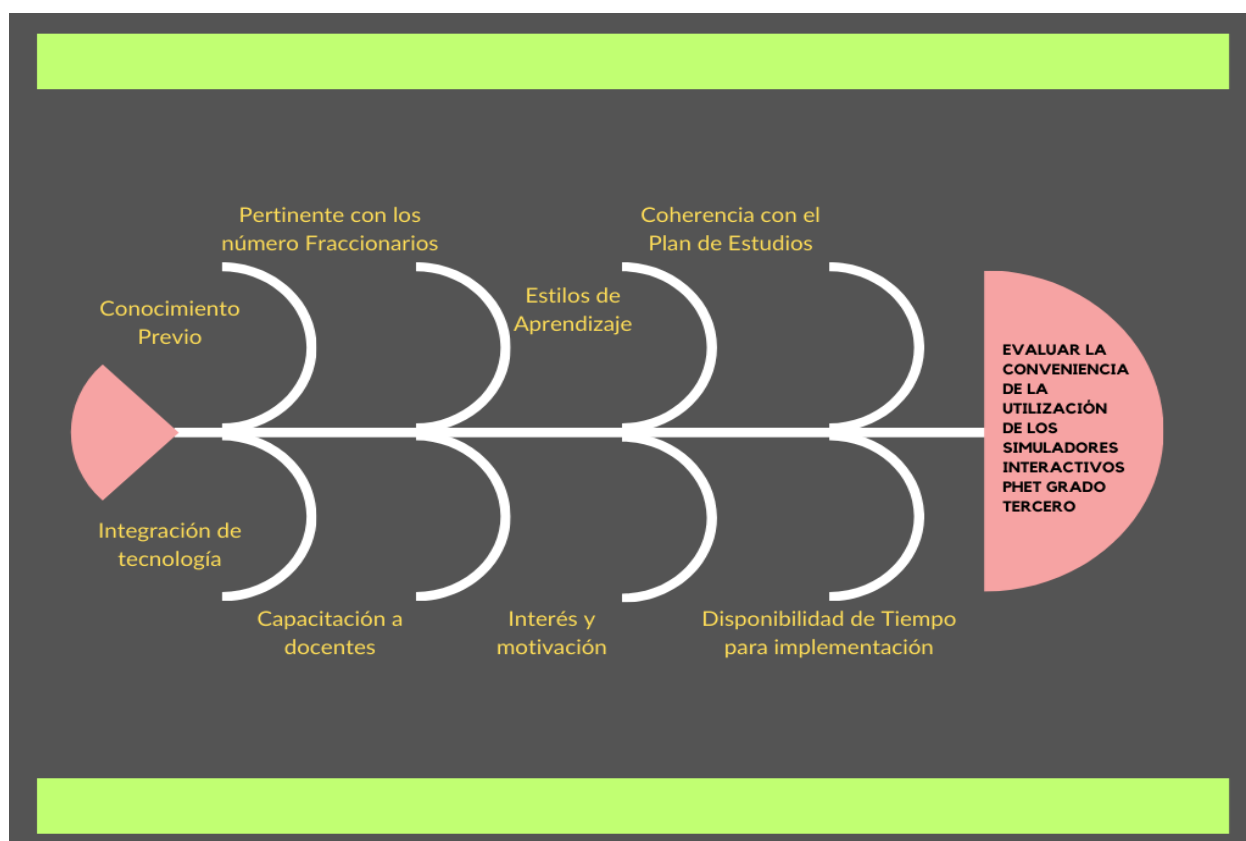 Pertinente con los
número Fraccionarios
Coherencia con el
Plan de Estudios
Conocimiento
Previo
Estilos de
Aprendizaje
EVALUAR LA
CONVENIENCIA
DE LA
UTILIZACIÓN
DE LOS
SIMULADORES
INTERACTIVOS
PHET GRADO
TERCERO
Integración de
tecnología
Capacitación a
docentes
Interés y
motivación
Disponibilidad de Tiempo
para implementación